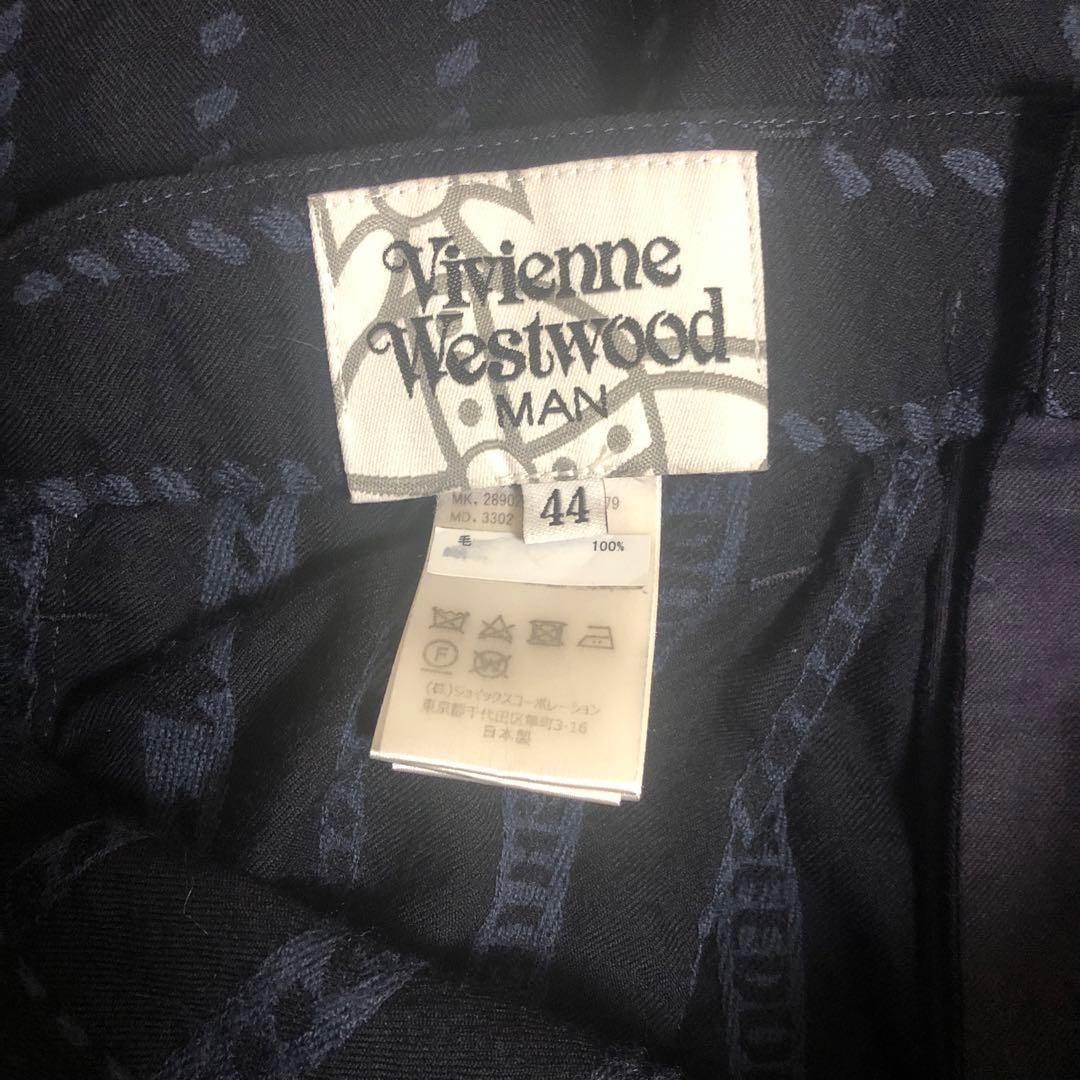 Vivienne
Westwood
MAN
44
MK. 2890 79
MD. 3302
毛 100%
F
W
(株)ジョイックスコーポレーション
東京都千代田区隼町3-16
日本製